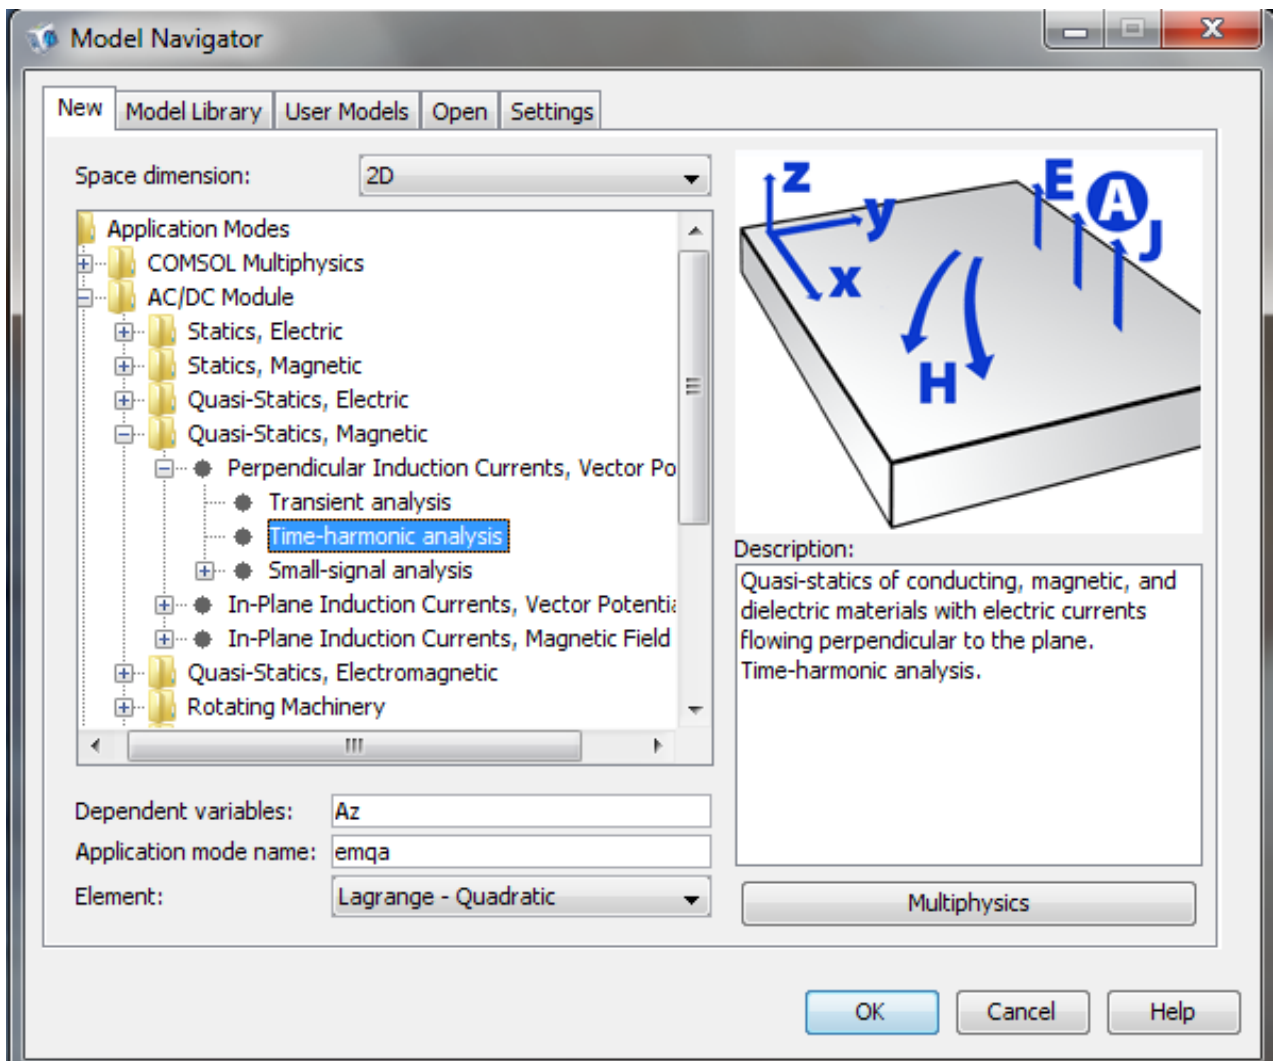 Model Navigator
New
Model Library
User Models
Open
Settings
Space dimension:
2D
Application Modes
COMSOL Multiphysics
AC/DC Module
Statics, Electric
Statics, Magnetic
Quasi-Statics, Electric
Quasi-Statics, Magnetic
Perpendicular Induction Currents, Vector Po
Transient analysis
Time-harmonic analysis
Small-signal analysis
In-Plane Induction Currents, Vector Potentia
In-Plane Induction Currents, Magnetic Field
Quasi-Statics, Electromagnetic
Rotating Machinery
z
y
x
E
A
J
H
Description:
Quasi-statics of conducting, magnetic, and
dielectric materials with electric currents
flowing perpendicular to the plane.
Time-harmonic analysis.
Dependent variables:
Az
Application mode name:
emqa
Element:
Lagrange - Quadratic
Multiphysics
OK
Cancel
Help